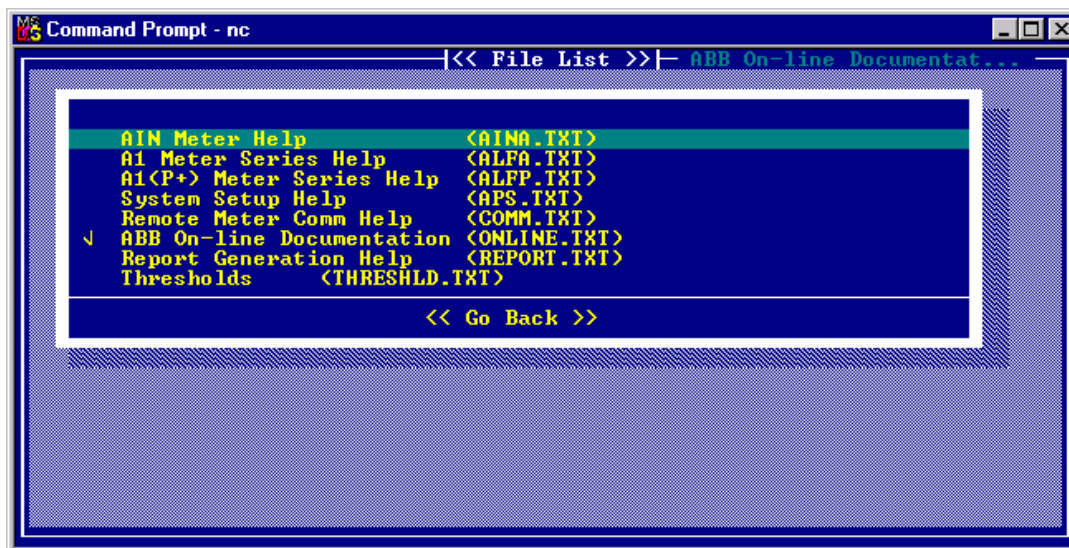 Command Prompt - nc
<< File List >> ABB On-line Documentat...
AIN Meter Help (AINA.TXT)
A1 Meter Series Help (ALFA.TXT)
A1(P+) Meter Series Help (ALFP.TXT)
System Setup Help (APS.TXT)
Remote Meter Comm Help (COMM.TXT)
√ ABB On-line Documentation (ONLINE.TXT)
Report Generation Help (REPORT.TXT)
Thresholds (THRESHLD.TXT)
<< Go Back >>